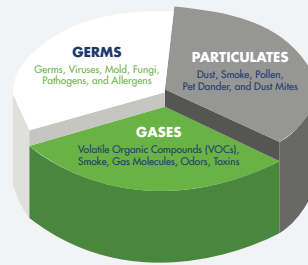 GERMS
Germs, Viruses, Mold, Fungi,
Pathogens, and Allergens
PARTICULATES
Dust, Smoke, Pollen,
Pet Dander, and Dust Mites
GASES
Volatile Organic Compounds (VOCs),
Smoke, Gas Molecules, Odors, Toxins